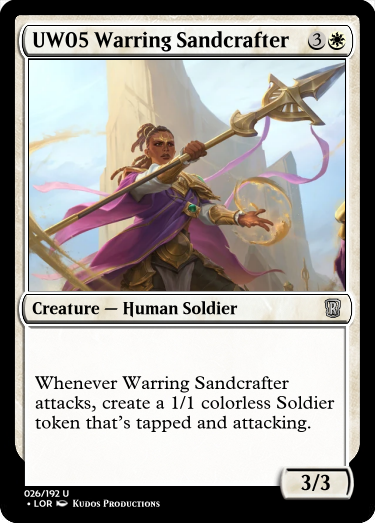 UW05 Warring Sandcrafter 3
Creature — Human Soldier
Whenever Warring Sandcrafter
attacks, create a 1/1 colorless Soldier
token that's tapped and attacking.
3/3
026/192 U
• LOR Kudos Productions